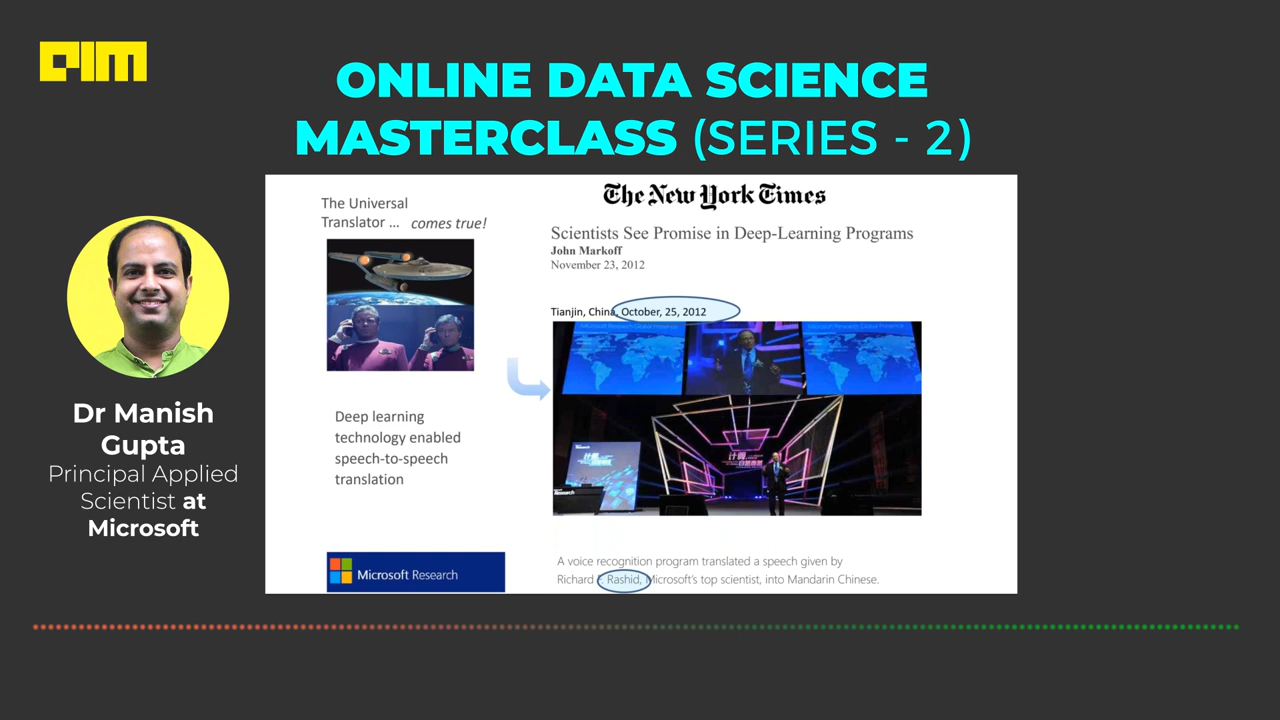 AIM
ONLINE DATA SCIENCE
MASTERCLASS (SERIES - 2)
Dr Manish
Gupta
Principal Applied
Scientist at
Microsoft
The Universal
Translator ... comes true!
Deep learning
technology enabled
speech-to-speech
translation
Microsoft Research
The New York Times
Scientists See Promise in Deep-Learning Programs
John Markoff
November 23, 2012
Tianjin, China, October, 25, 2012
A voice recognition program translated a speech given by
Richard F. Rashid, Microsoft's top scientist, into Mandarin Chinese.